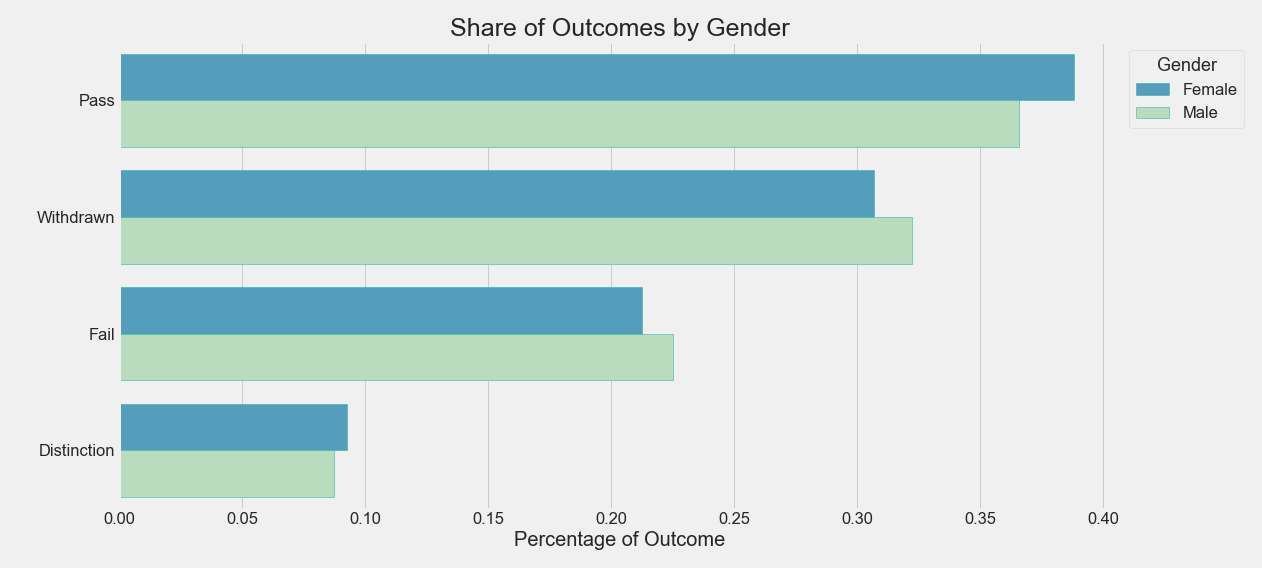 Share of Outcomes by Gender
Gender
Female
Male
Pass
Withdrawn
Fail
Distinction
0.00 0.05 0.10 0.15 0.20 0.25 0.30 0.35 0.40
Percentage of Outcome